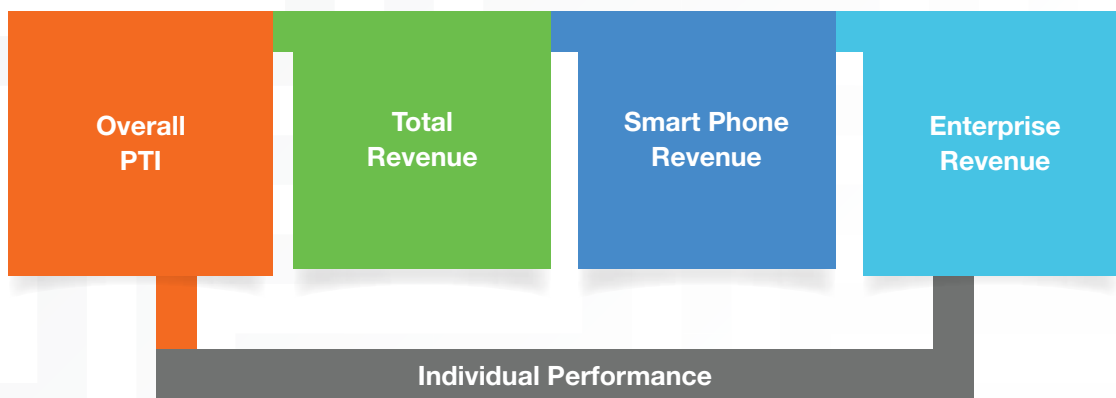 Overall
PTI
Total
Revenue
Smart Phone
Revenue
Enterprise
Revenue
Individual Performance